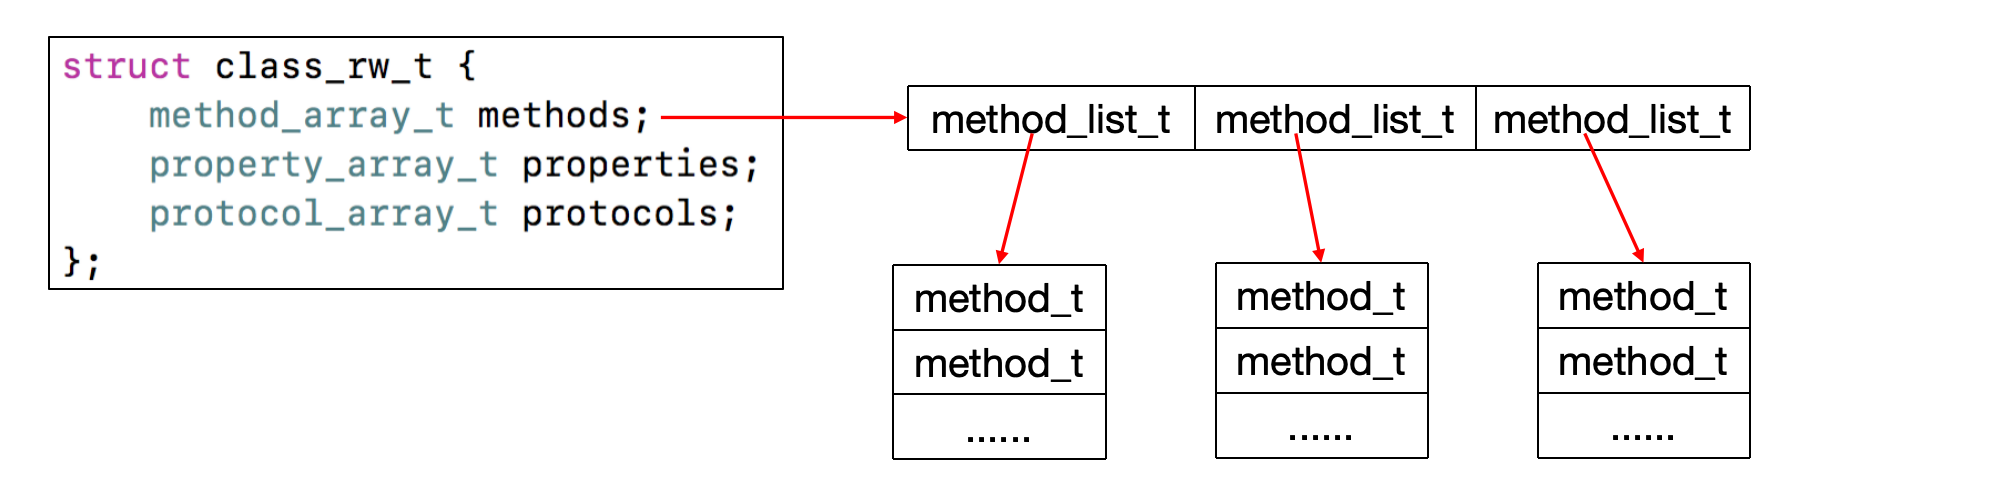 struct class_rw_t {
method_array_t methods;
property_array_t properties;
protocol_array_t protocols;
};
method_list_t method_list_t method_list_t
method_t method_t method_t
method_t method_t method_t
...... ...... ......